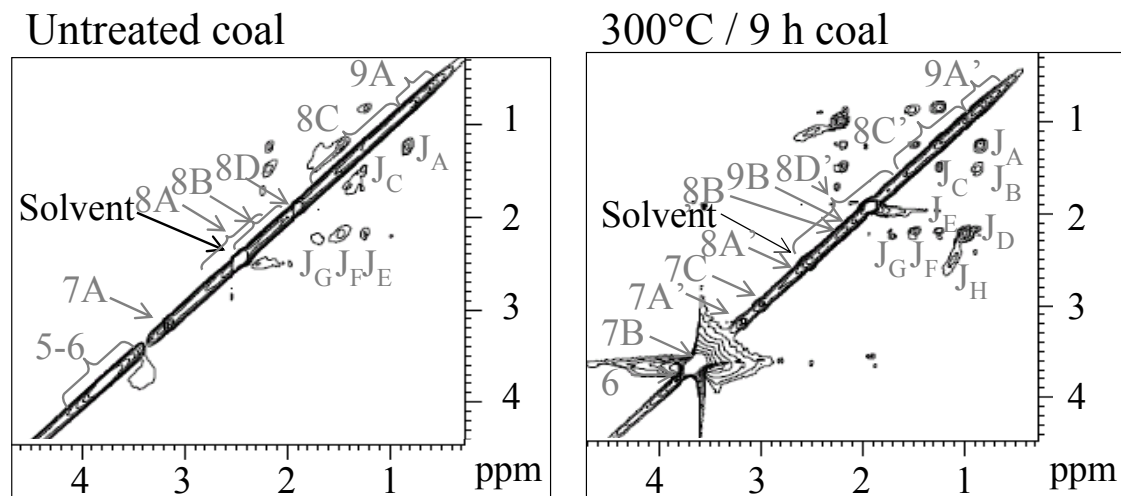 Untreated coal
9A
8C
8D
8B
8A
Solvent
7A
5-6
J_A
J_C
J_G J_F J_E
1
2
3
4
4 3 2 1 ppm
300°C / 9 h coal
9A’
8C’
8D’
9B
8B’
Solvent
8A’
7C
7A’
7B
6
J_A
J_C J_B
J_E
J_D
J_G J_F
J_H
1
2
3
4
4 3 2 1 ppm